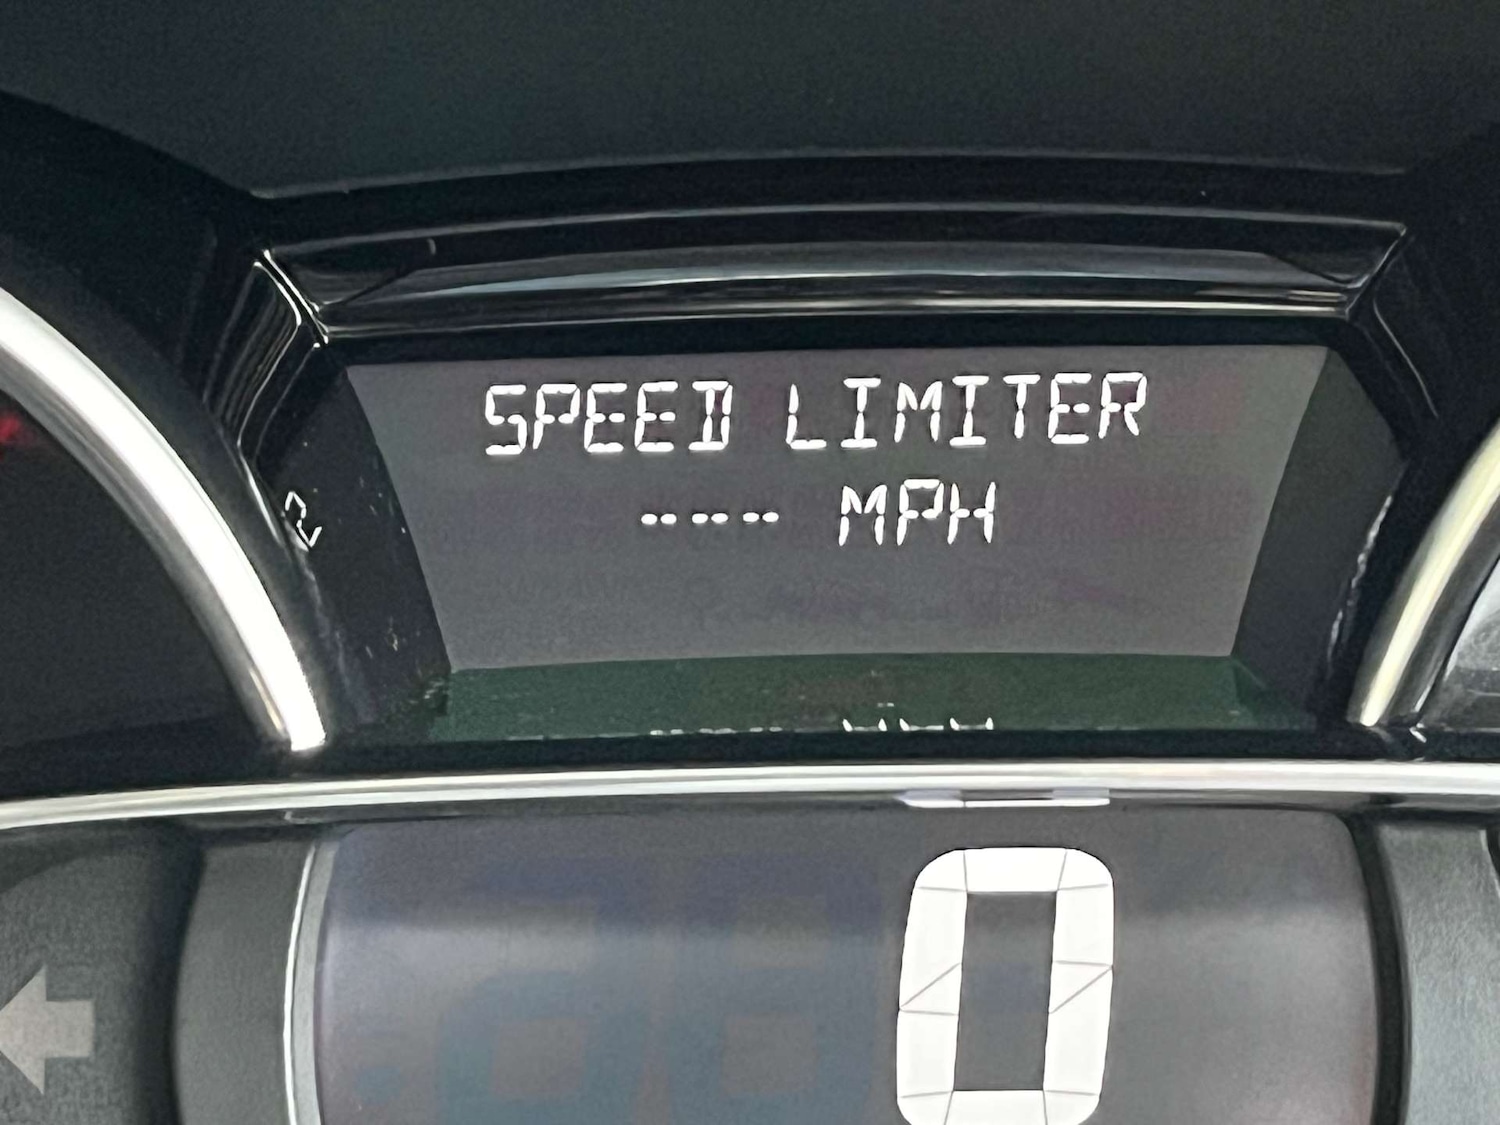 SPEED LIMITER
--- MPH
0